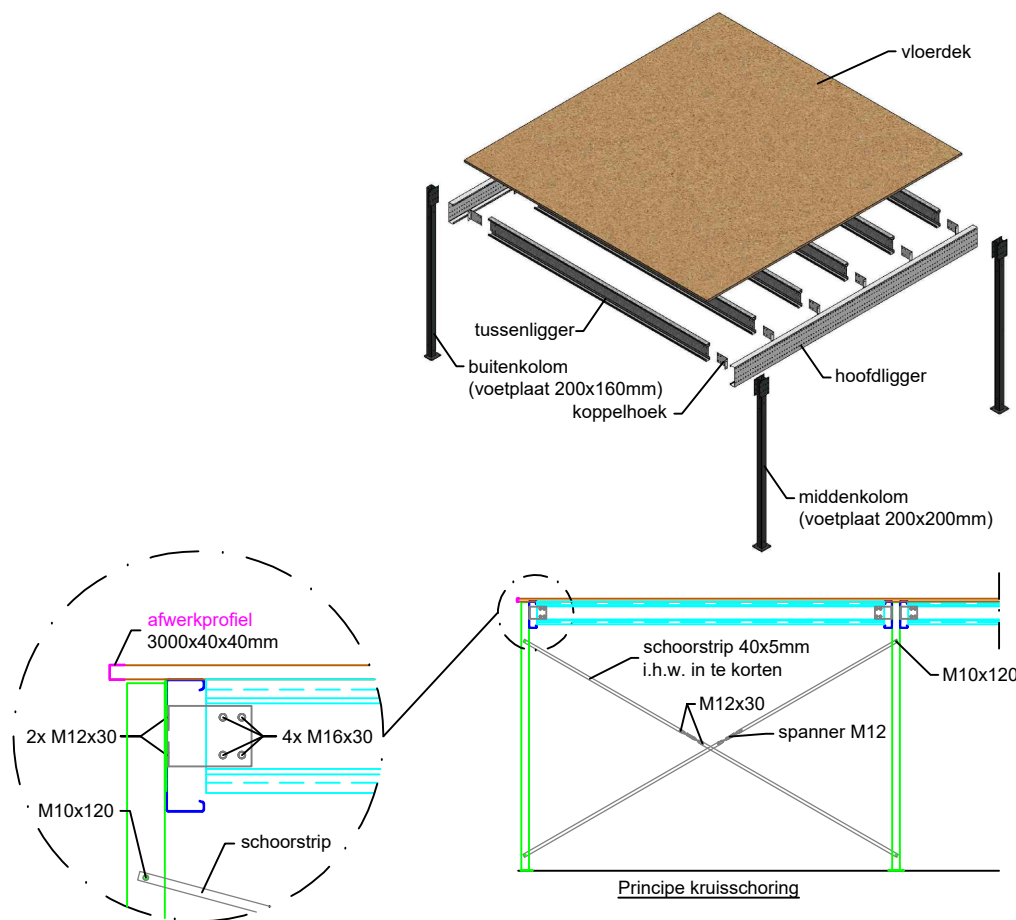 vloerdek
tussenligger
buitenkolom
(voetplaat 200x160mm)
koppelhoek
hoofdligger
middenkolom
(voetplaat 200x200mm)
afwerkprofiel
3000x40x40mm
2x M12x30
4x M16x30
M10x120
schoorstrip
schoorstrip 40x5mm
i.h.w. in te korten
M10x120
M12x30
spanner M12
Principe kruisschoring